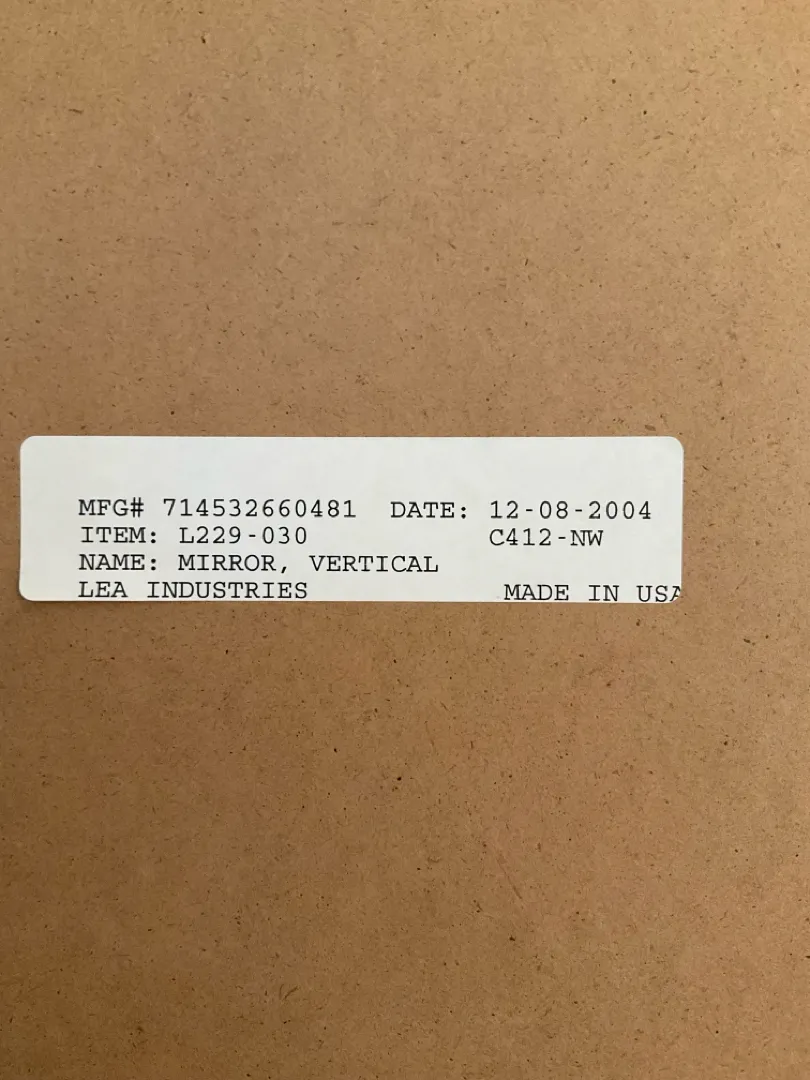 MFG# 714532660481 DATE: 12-08-2004
ITEM: L229-030 C412-NW
NAME: MIRROR, VERTICAL
LEA INDUSTRIES MADE IN USA